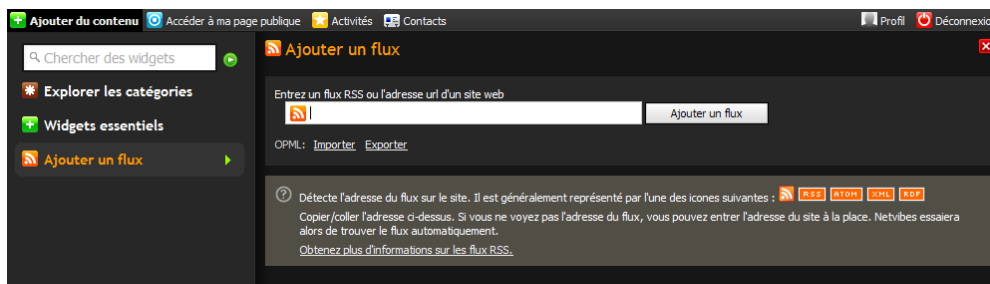 Ajouter du contenu Accéder à ma page publique Activités Contacts Profil Déconnexio
Chercher des widgets
Explorer les catégories
Widgets essentiels
Ajouter un flux
Ajouter un flux
Entrez un flux RSS ou l'adresse url d'un site web
Ajouter un flux
OPML: Importer Exporter
Détecte l'adresse du flux sur le site. Il est généralement représenté par l'une des icones suivantes : RSS ATOM XML RDF
Copier/coller l'adresse ci-dessus. Si vous ne voyez pas l'adresse du flux, vous pouvez entrer l'adresse du site à la place. Netvibes essaiera
alors de trouver le flux automatiquement.
Obtenez plus d'informations sur les flux RSS.